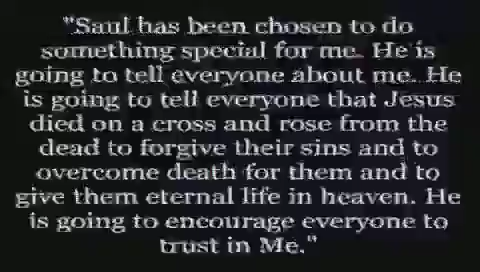 "Saul has been chosen to do
something special for me. He is
going to tell everyone about me. He
is going to tell everyone that Jesus
died on a cross and rose from the
dead to forgive their sins and to
overcome death for them and to
give them eternal life in heaven. He
is going to encourage everyone to
trust in Me."